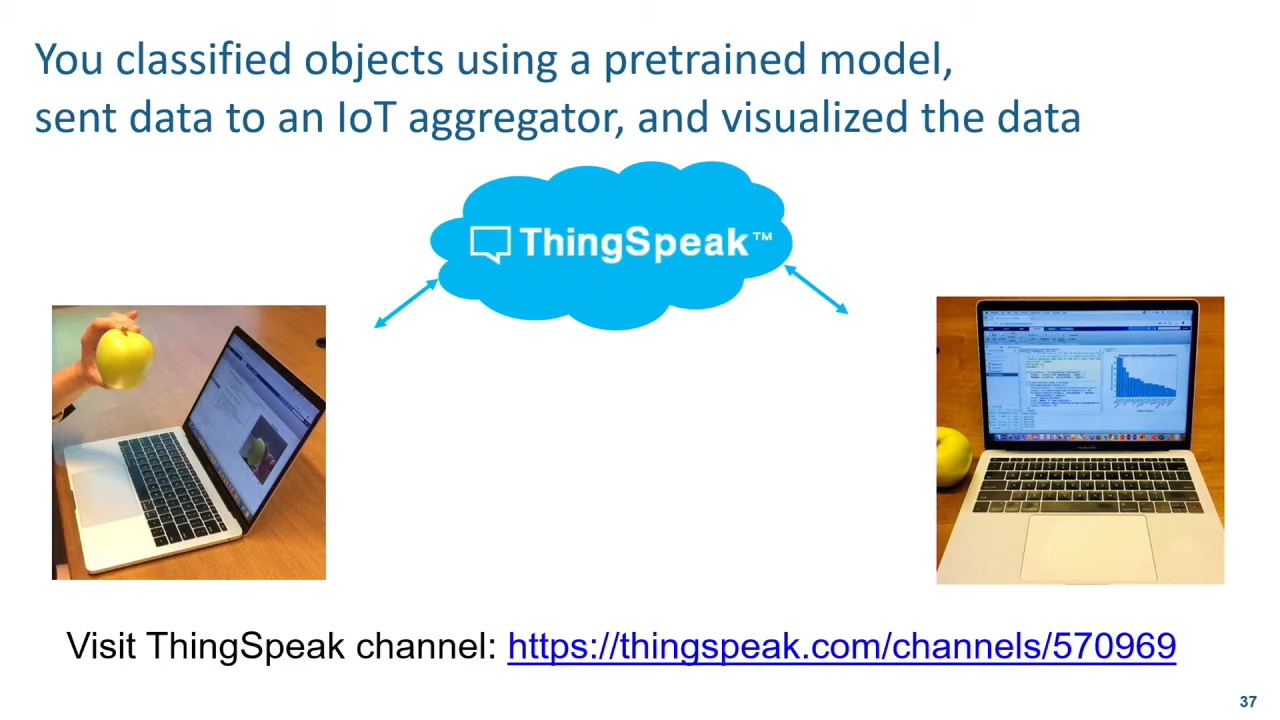 You classified objects using a pretrained model,
sent data to an IoT aggregator, and visualized the data
ThingSpeak™
Visit ThingSpeak channel: https://thingspeak.com/channels/570969
37